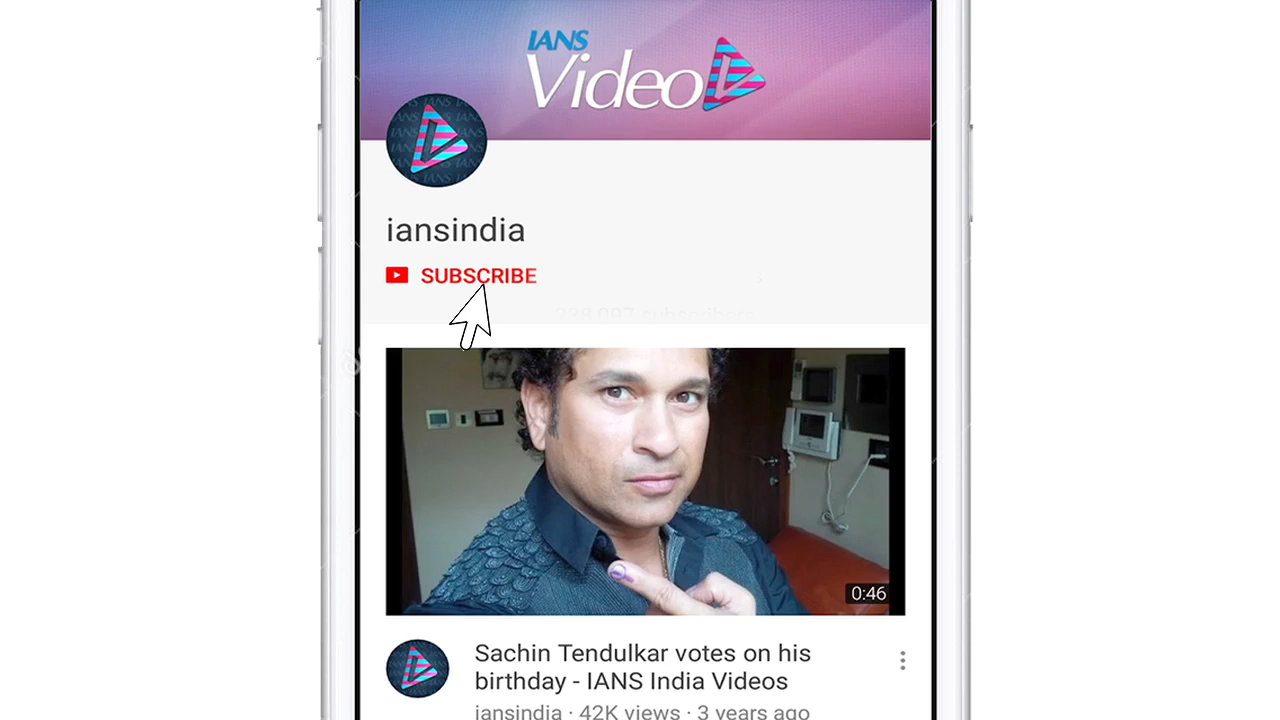 IANS
Video
iansindia
SUBSCRIBE
0:46
Sachin Tendulkar votes on his
birthday - IANS India Videos
iansindia · 42K views · 3 years ago